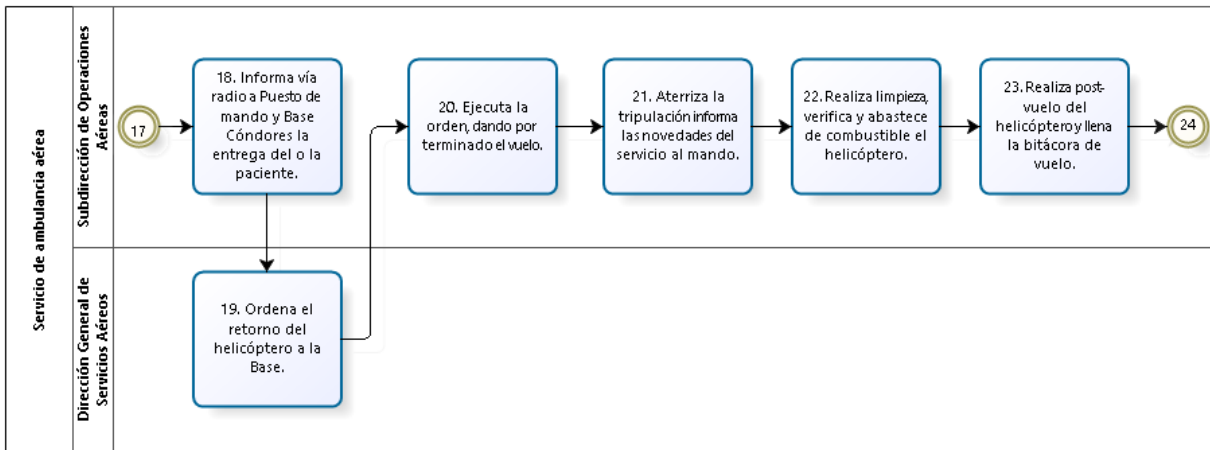 Servicio de ambulancia aérea
Subdirección de Operaciones
Aéreas
17
18. Informa vía
radio a Puesto de
mando y Base
Cóndores la
entrega del o la
paciente.
20. Ejecuta la
orden, dando por
terminado el vuelo.
21. Aterriza la
tripulación informa
las novedades del
servicio al mando.
22. Realiza limpieza,
verifica y abastece
de combustible el
helicóptero.
23. Realiza post-
vuelo del
helicóptero y llena
la bitácora de
vuelo.
24
Dirección General de
Servicios Aéreos
19. Ordena el
retorno del
helicóptero a la
Base.